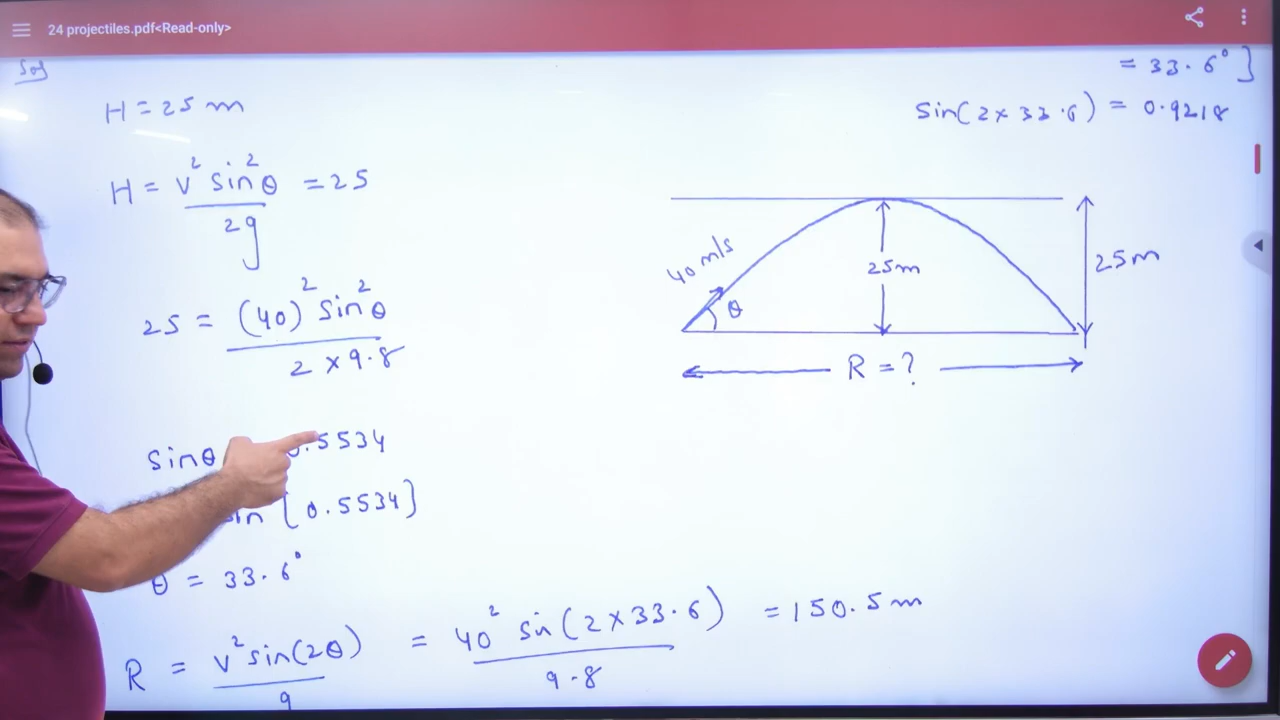 24 projectiles.pdf<Read-only>
Sol
= 33.6°]
H = 25 m
sin(2 × 33.6) = 0.9218
H = v² sin²θ = 25
2g
40 m/s
θ
25m
25m
25 = (40)² sin²θ
2 × 9.8
R = ?
sinθ 0.5534
[0.5534]
θ = 33.6°
R = v² sin(2θ) = 40² sin(2 × 33.6) = 150.5 m
g 9.8